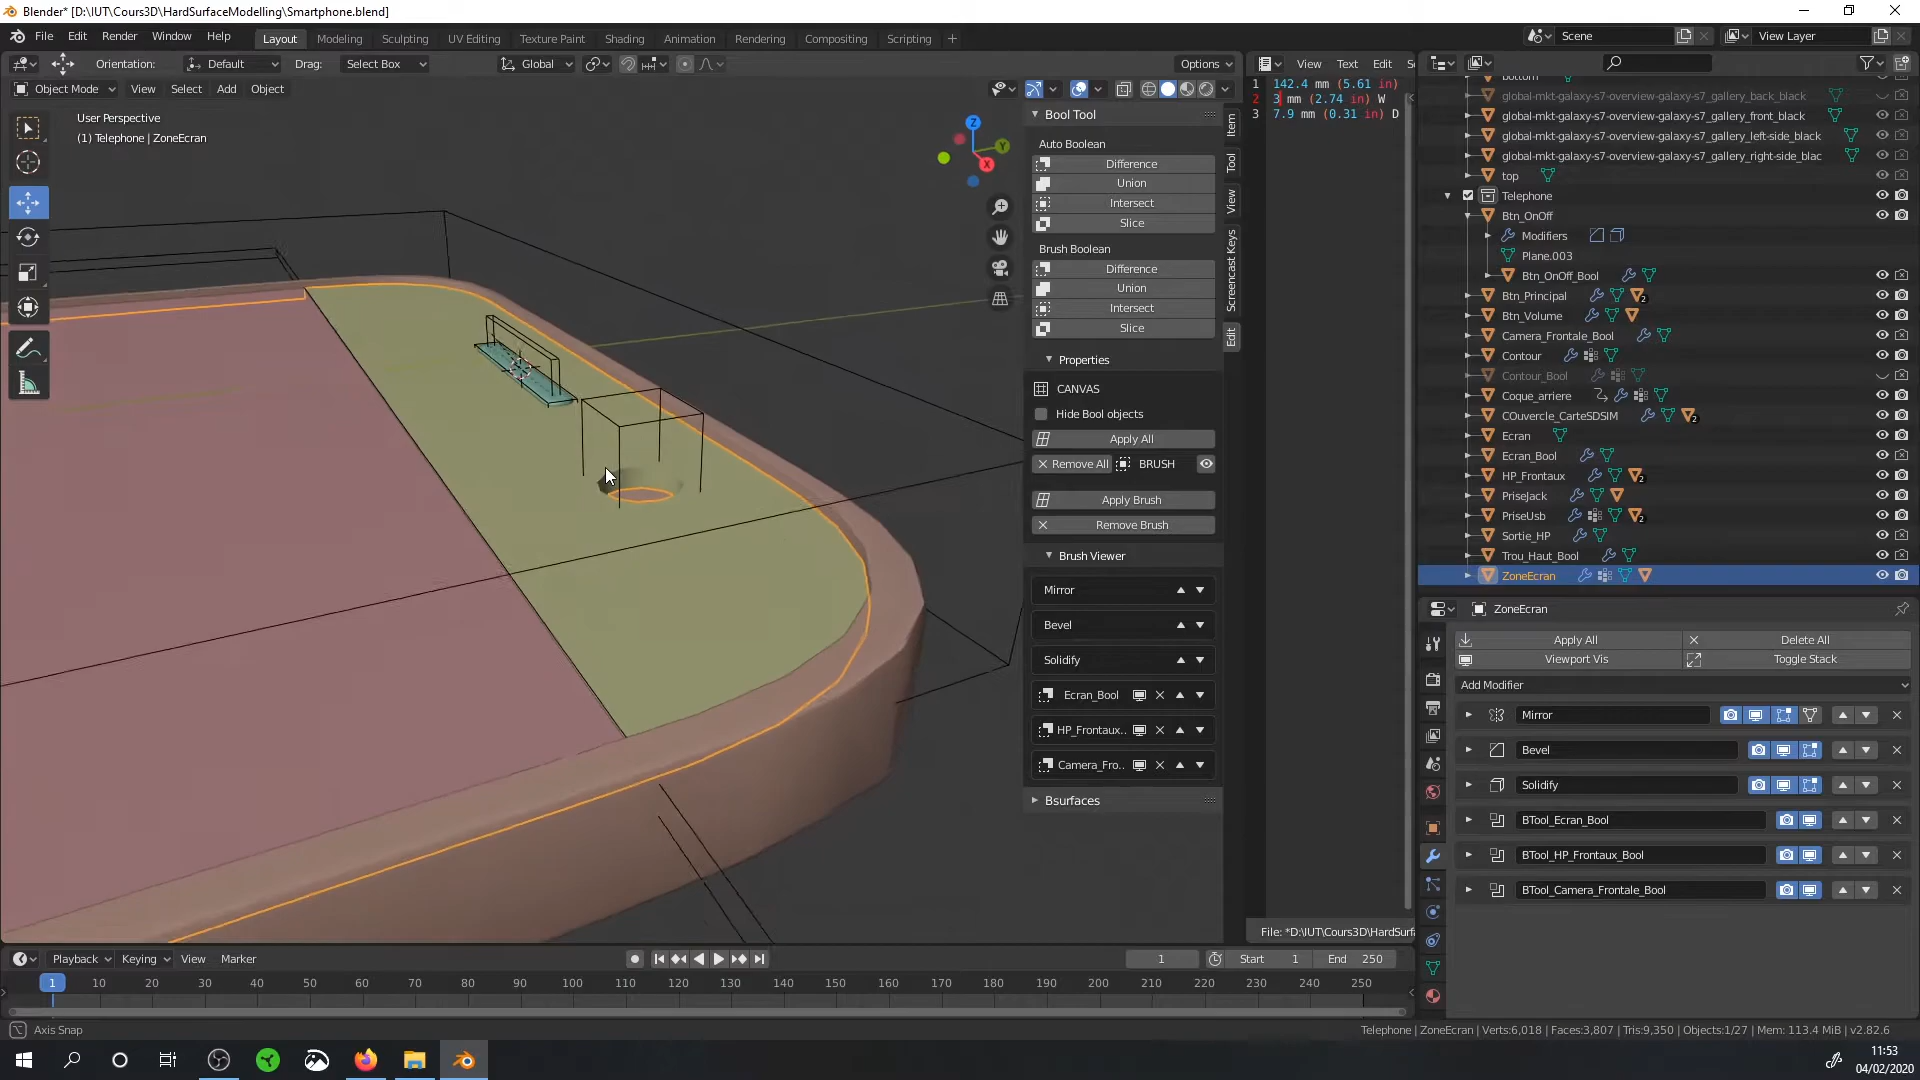 Blender* [D:\IUT\Cours3D\HardSurfaceModelling\Smartphone.blend]
File Edit Render Window Help Layout Modeling Sculpting UV Editing Texture Paint Shading Animation Rendering Compositing Scripting + Scene View Layer
Orientation: Default Drag: Select Box Global Options View Text Edit
Object Mode View Select Add Object
User Perspective
(1) Telephone | ZoneEcran
Z
Y
X
Bool Tool
Auto Boolean
Difference
Union
Intersect
Slice
Brush Boolean
Difference
Union
Intersect
Slice
Properties
CANVAS
Hide Bool objects
Apply All
Remove All BRUSH
Apply Brush
Remove Brush
Brush Viewer
Mirror
Bevel
Solidify
Ecran_Bool
HP_Frontaux..
Camera_Fro..
Bsurfaces
Item
Tool
View
Screencast Keys
Edit
1 142.4 mm (5.61 in)
2 3 mm (2.74 in) W
3 7.9 mm (0.31 in) D
File: *D:\IUT\Cours3D\HardSurf
bottom
global-mkt-galaxy-s7-overview-galaxy-s7_gallery_back_black
global-mkt-galaxy-s7-overview-galaxy-s7_gallery_front_black
global-mkt-galaxy-s7-overview-galaxy-s7_gallery_left-side_black
global-mkt-galaxy-s7-overview-galaxy-s7_gallery_right-side_blac
top
Telephone
Btn_OnOff
Modifiers
Plane.003
Btn_OnOff_Bool
Btn_Principal 2
Btn_Volume
Camera_Frontale_Bool
Contour
Contour_Bool
Coque_arriere
COuvercle_CarteSDSIM 2
Ecran
Ecran_Bool
HP_Frontaux 2
PriseJack
PriseUsb 2
Sortie_HP
Trou_Haut_Bool
ZoneEcran
ZoneEcran
Apply All Delete All
Viewport Vis Toggle Stack
Add Modifier
Mirror
Bevel
Solidify
BTool_Ecran_Bool
BTool_HP_Frontaux_Bool
BTool_Camera_Frontale_Bool
Playback Keying View Marker 1 Start 1 End 250
1 10 20 30 40 50 60 70 80 90 100 110 120 130 140 150 160 170 180 190 200 210 220 230 240 250
Axis Snap Telephone | ZoneEcran | Verts:6,018 | Faces:3,807 | Tris:9,350 | Objects:1/27 | Mem: 113.4 MiB | v2.82.6
11:53
04/02/2020